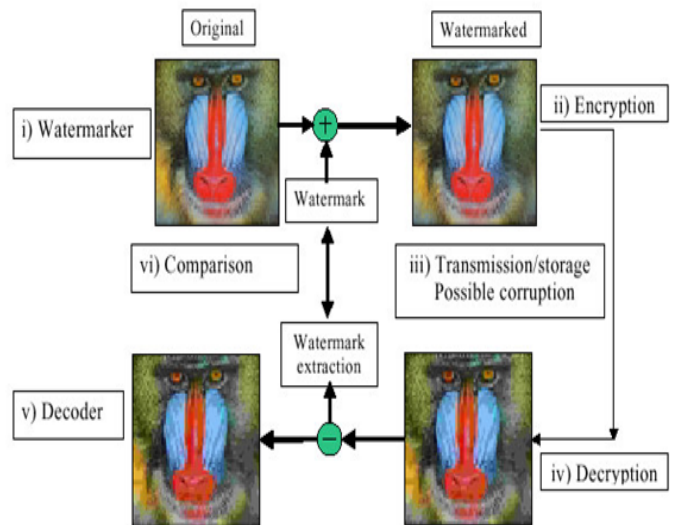 Original
Watermarked
i) Watermarker
+
ii) Encryption
Watermark
vi) Comparison
iii) Transmission/storage
Possible corruption
Watermark
extraction
v) Decoder
−
iv) Decryption